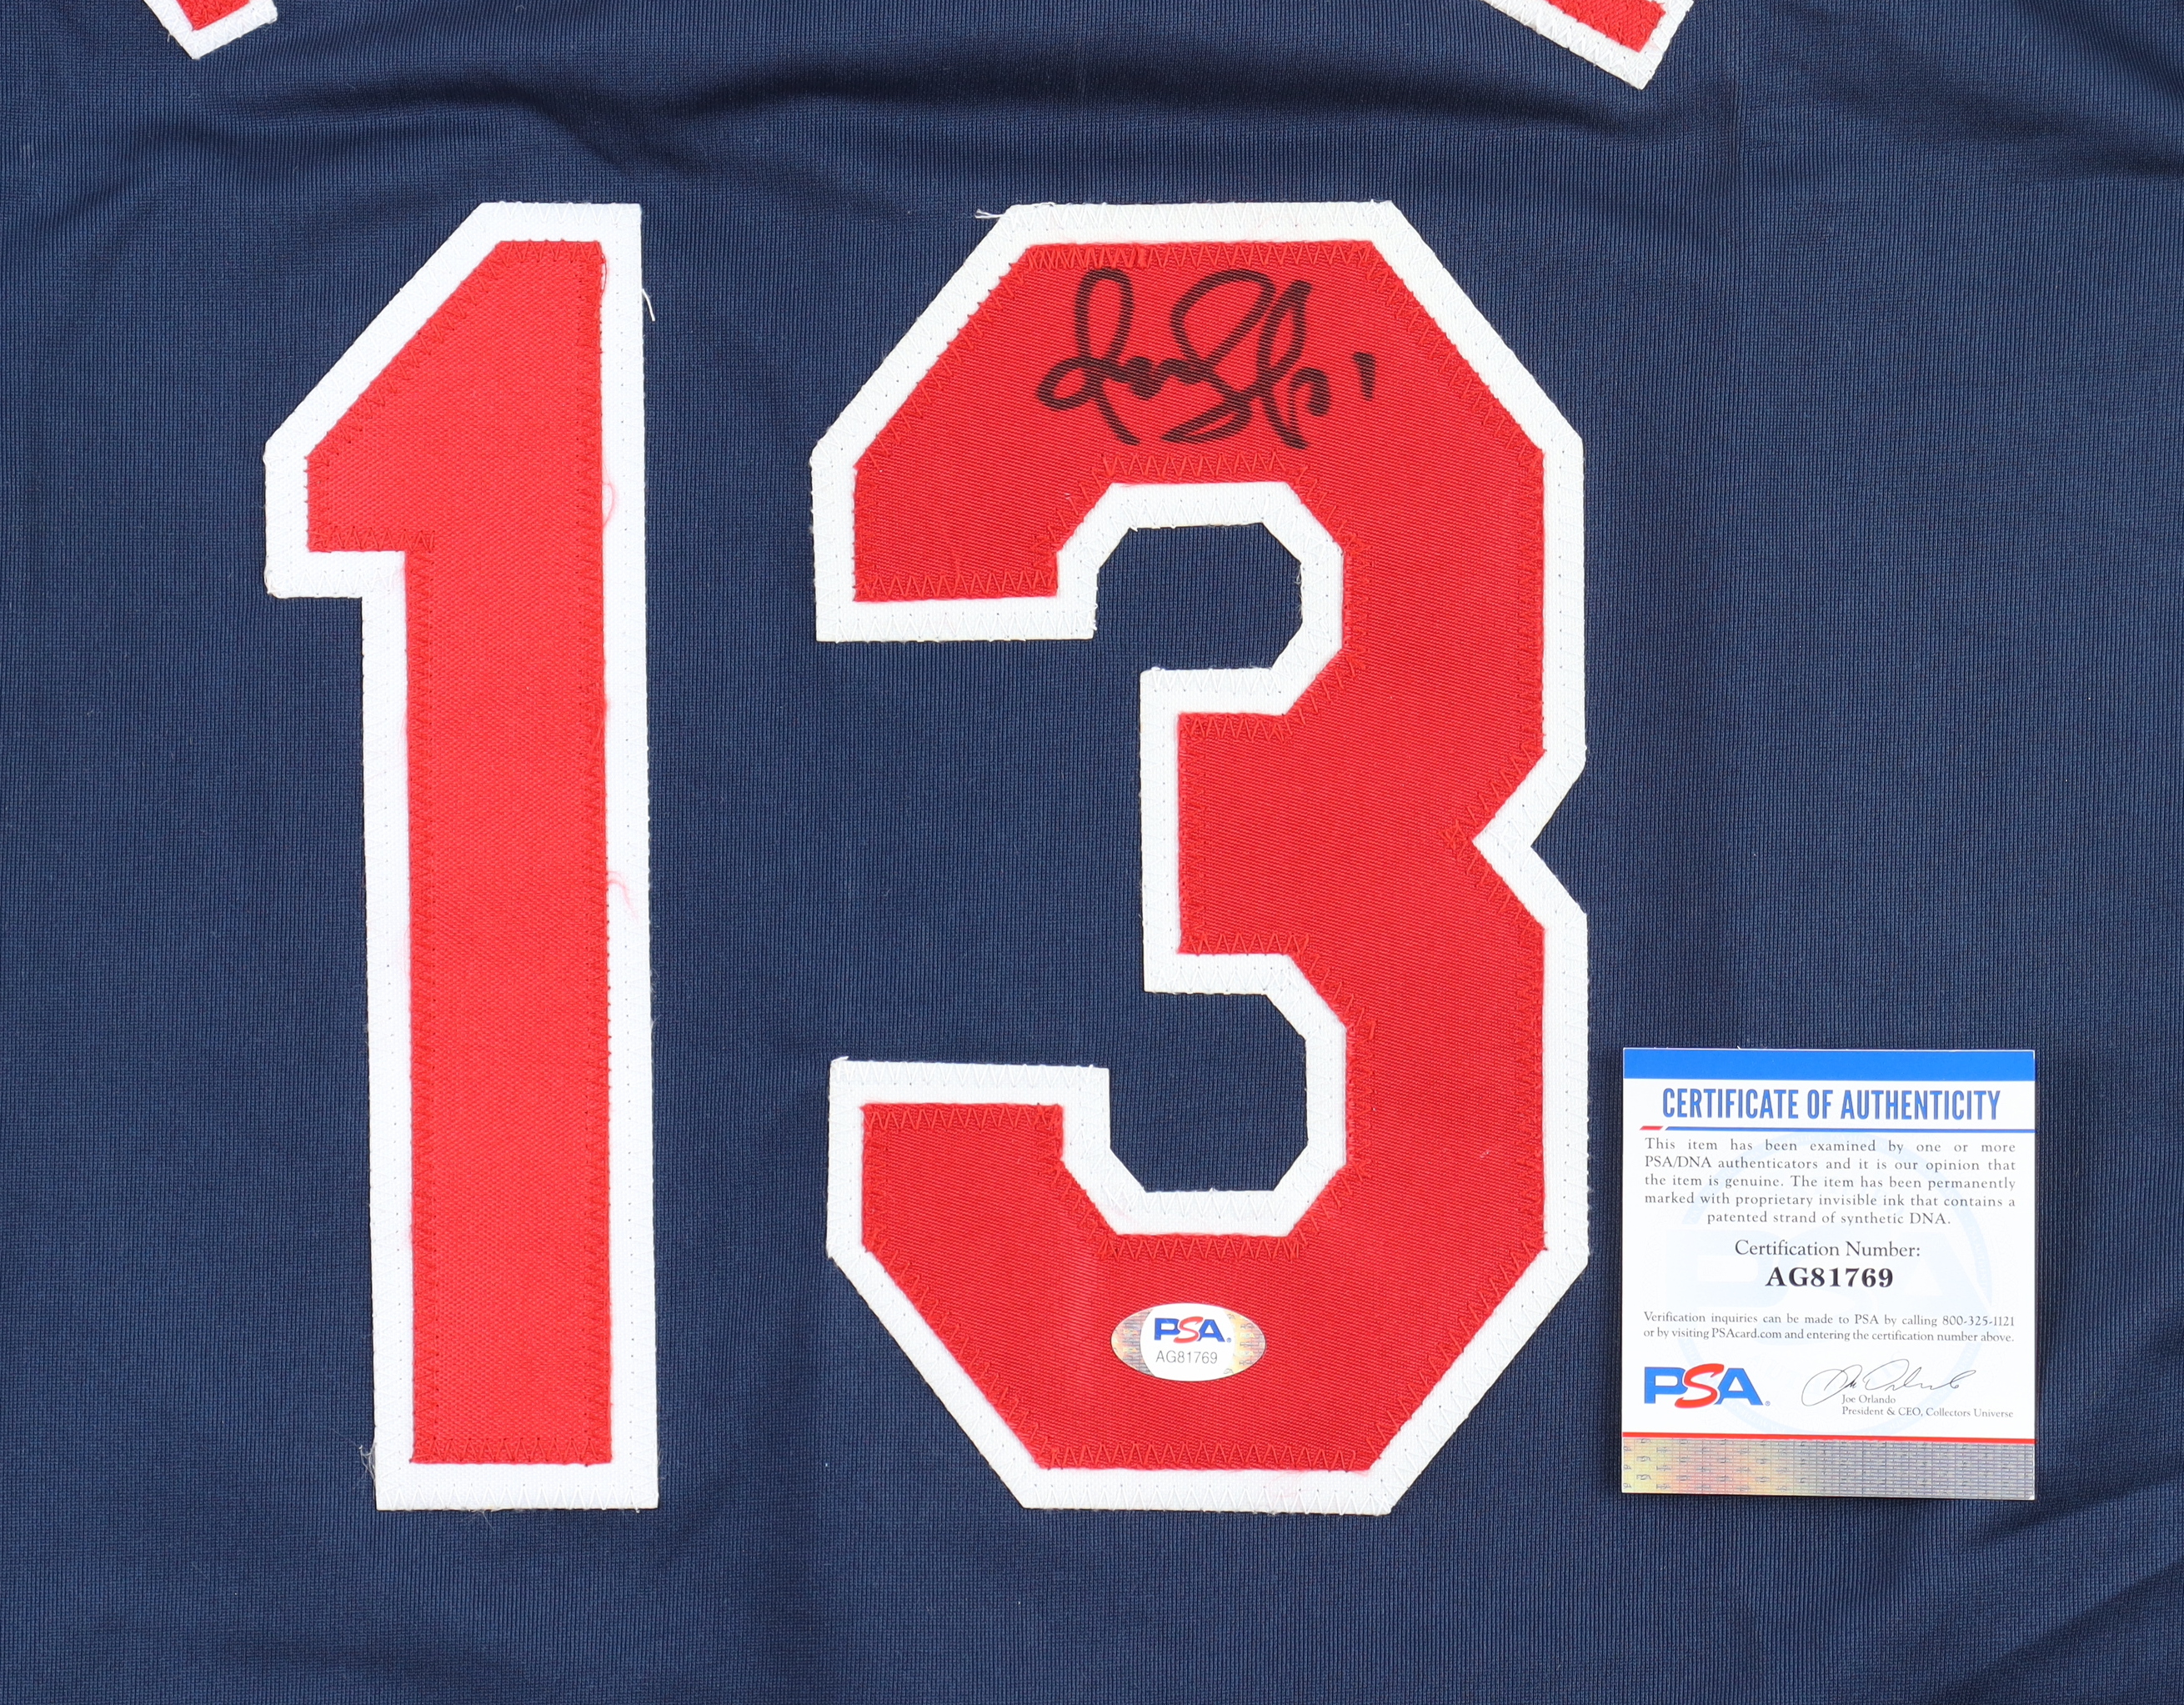 13
CERTIFICATE OF AUTHENTICITY
This item has been examined by one or more
PSA/DNA authenticators and it is our opinion that
the item is genuine. The item has been permanently
marked with proprietary invisible ink that contains a
patented strand of synthetic DNA.
Certification Number:
AG81769
Verification inquiries can be made to PSA by calling 800-325-1121
or by visiting PSAcard.com and entering the certification number above.
PSA
Joe Orlando
President & CEO, Collectors Universe
PSA
AG81769